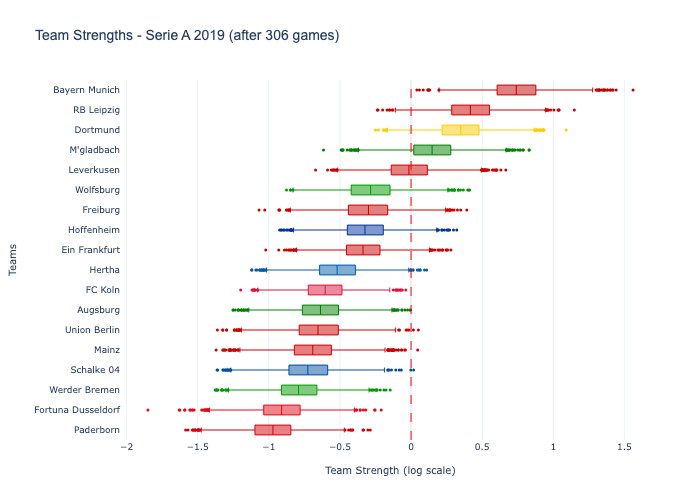 Team Strengths - Serie A 2019 (after 306 games)
Bayern Munich
RB Leipzig
Dortmund
M'gladbach
Leverkusen
Wolfsburg
Freiburg
Hoffenheim
Ein Frankfurt
Hertha
FC Koln
Augsburg
Union Berlin
Mainz
Schalke 04
Werder Bremen
Fortuna Dusseldorf
Paderborn
Teams
−2 −1.5 −1 −0.5 0 0.5 1 1.5
Team Strength (log scale)